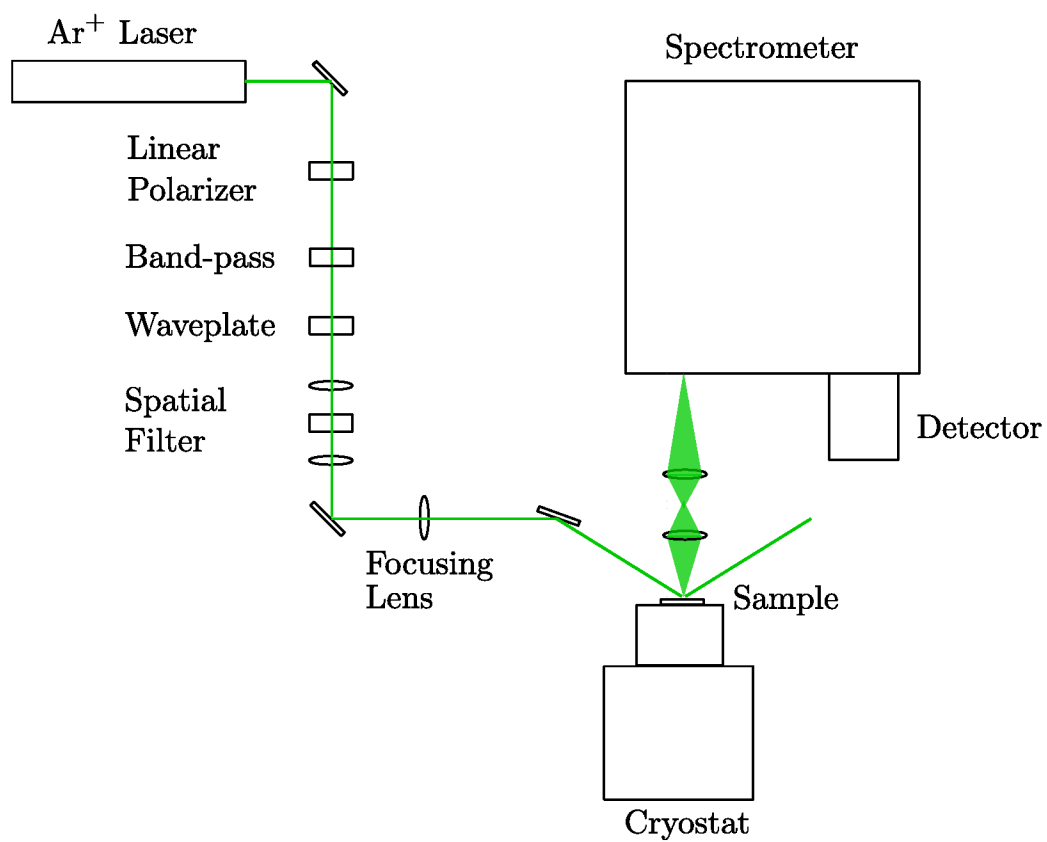 Ar⁺ Laser
Spectrometer
Linear
Polarizer
Band-pass
Waveplate
Spatial
Filter
Detector
Focusing
Lens
Sample
Cryostat